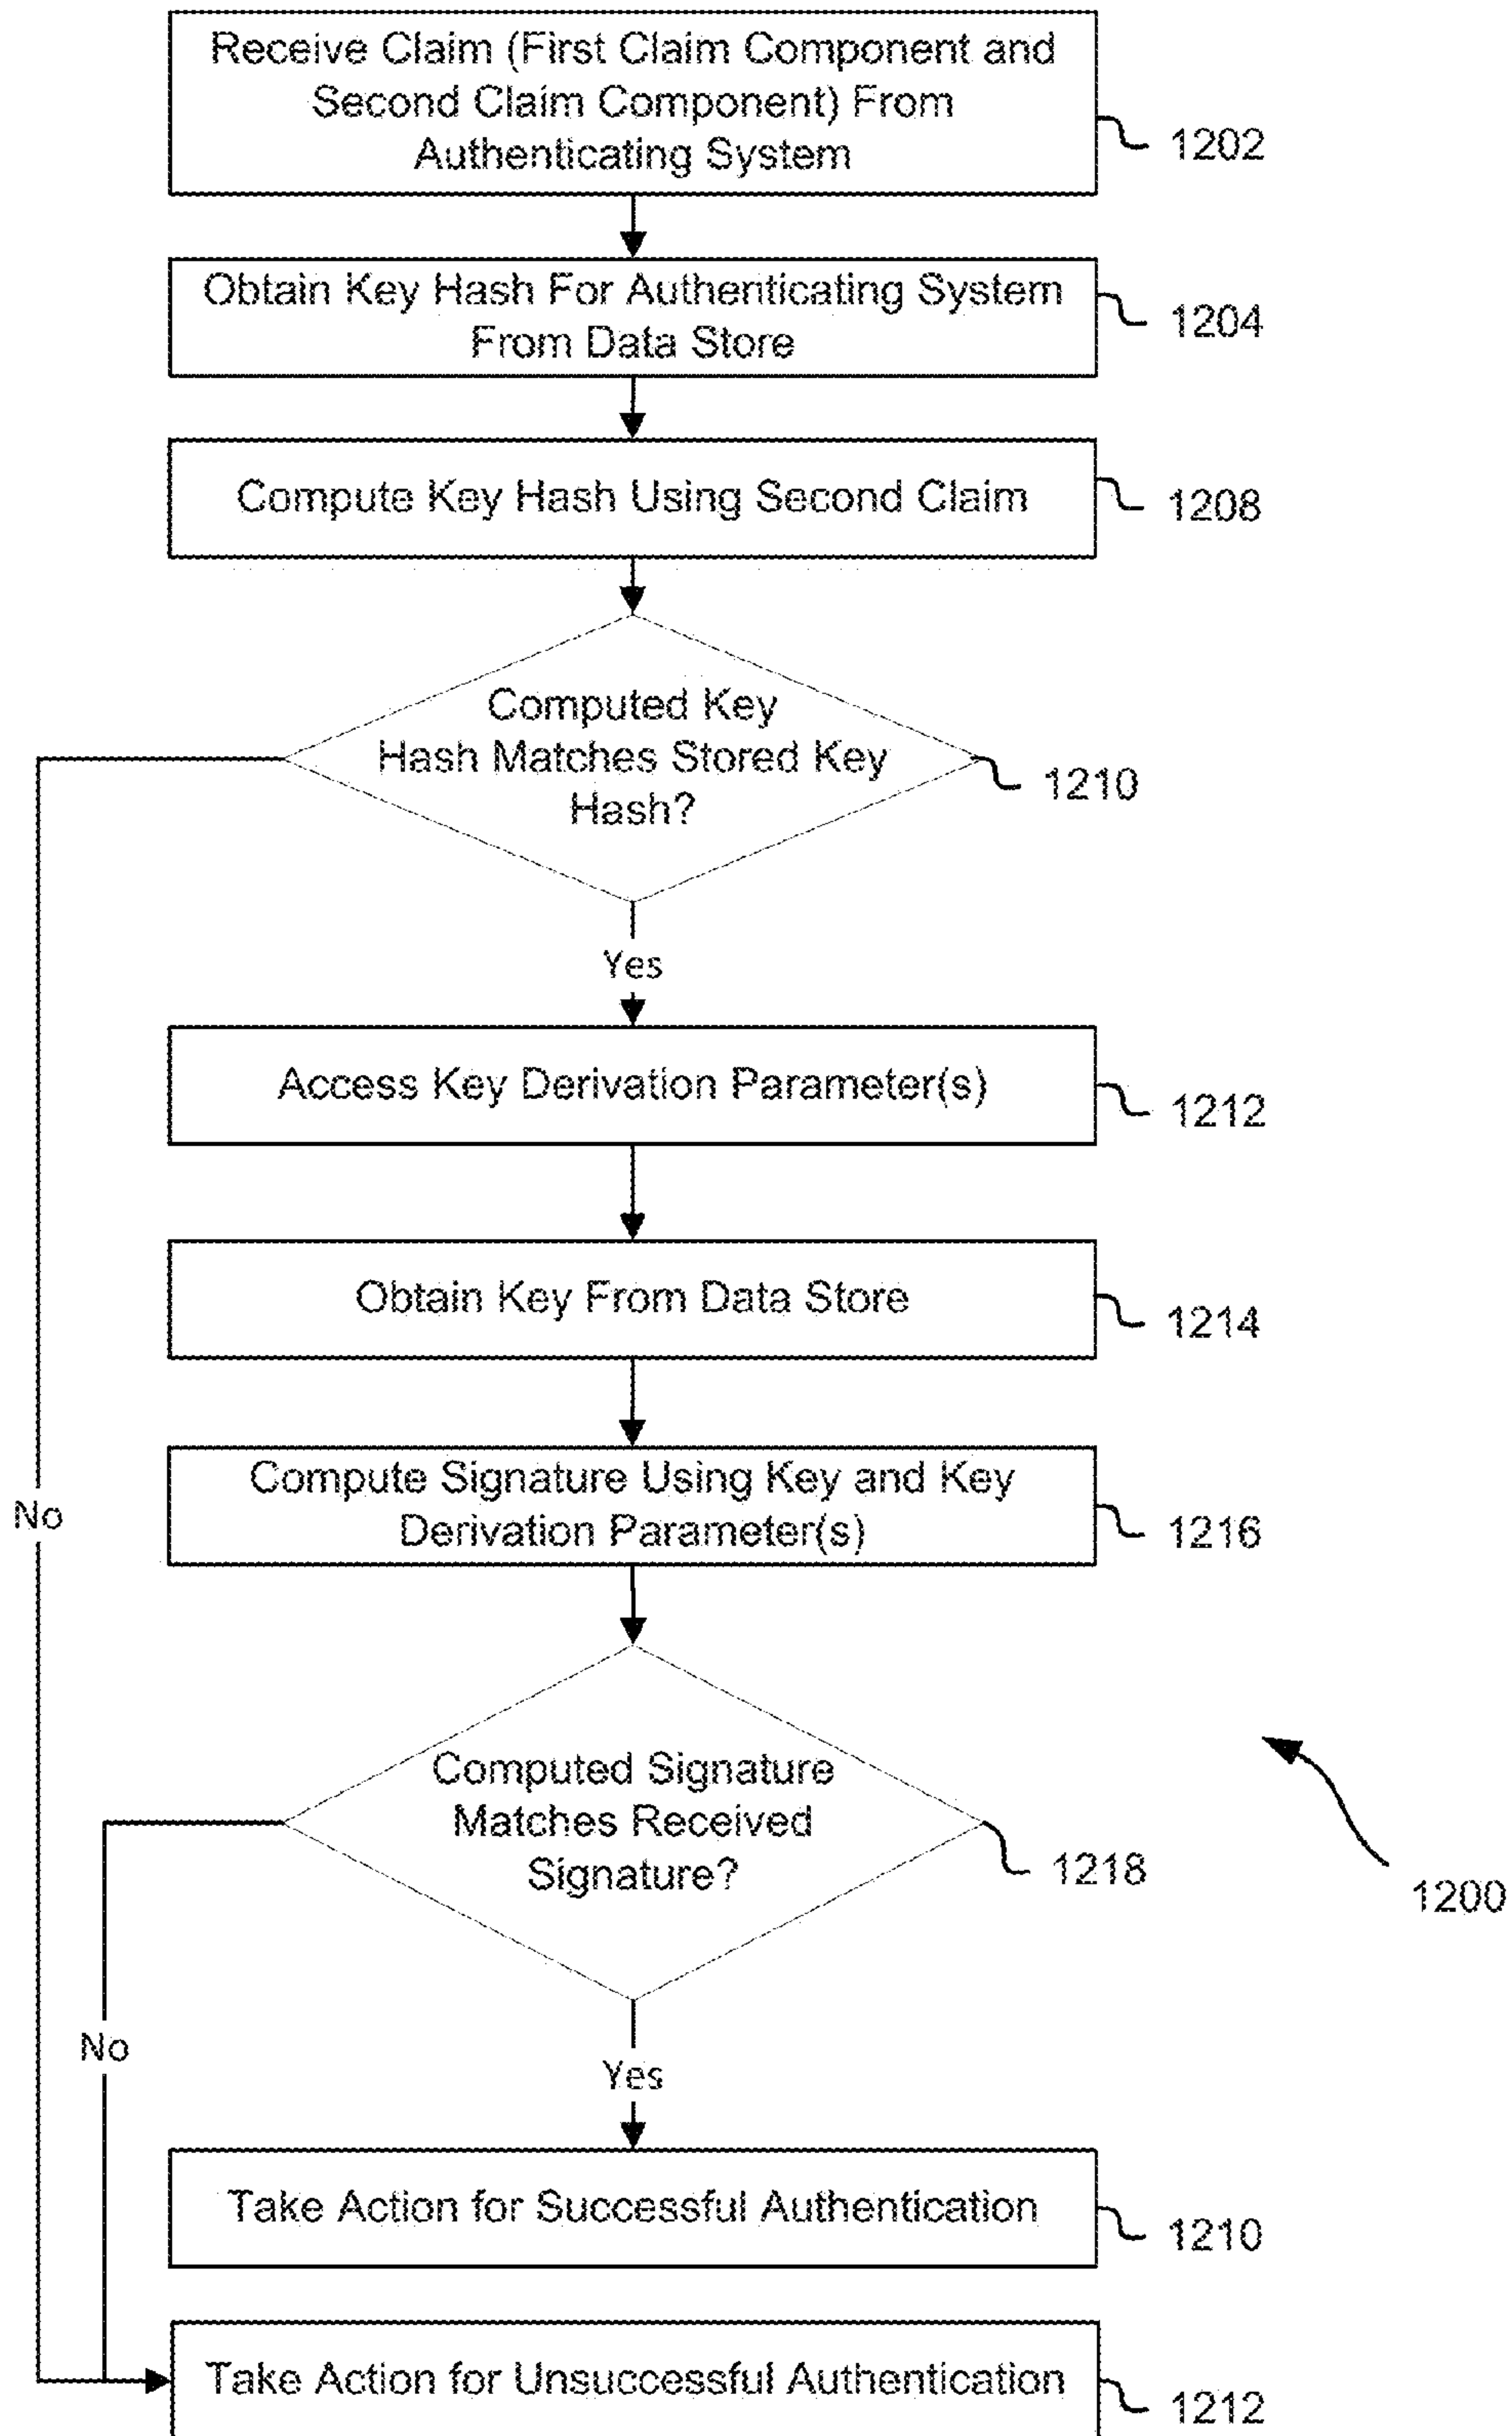 Receive Claim (First Claim Component and
Second Claim Component) From
Authenticating System
1202
Obtain Key Hash For Authenticating System
From Data Store
1204
Compute Key Hash Using Second Claim
1208
Computed Key
Hash Matches Stored Key
Hash?
1210
Yes
Access Key Derivation Parameter(s)
1212
Obtain Key From Data Store
1214
Compute Signature Using Key and Key
Derivation Parameter(s)
1216
No
Computed Signature
Matches Received
Signature?
1218
1200
No
Yes
Take Action for Successful Authentication
1210
Take Action for Unsuccessful Authentication
1212